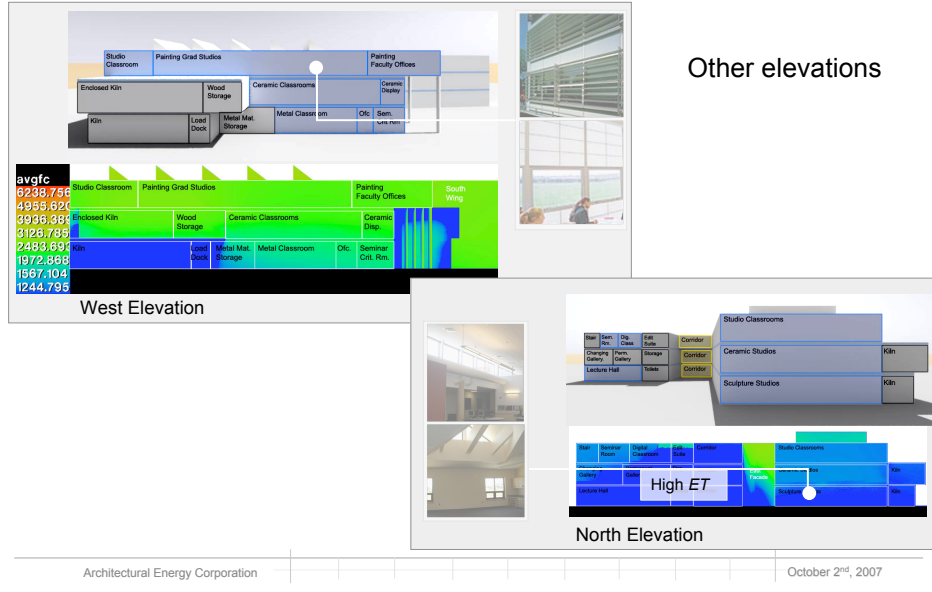 Other elevations
Studio Classroom
Painting Grad Studios
Painting Faculty Offices
Enclosed Kiln
Wood Storage
Ceramic Classrooms
Ceramic Display
Kiln
Load Dock
Metal Mat. Storage
Metal Classroom
Ofc
Sem. Crit Rm
avgfc
6238.756
4955.620
3936.389
3126.785
2483.693
1972.868
1567.104
1244.795
Studio Classroom
Painting Grad Studios
Painting Faculty Offices
South Wing
Enclosed Kiln
Wood Storage
Ceramic Classrooms
Ceramic Disp.
Kiln
Load Dock
Metal Mat. Storage
Metal Classroom
Ofc.
Seminar Crit. Rm.
West Elevation
Stair
Sem. Rm.
Dig. Class
Edit Suite
Corridor
Studio Classrooms
Changing Gallery.
Perm. Gallery
Storage
Corridor
Ceramic Studios
Kiln
Lecture Hall
Toilets
Corridor
Sculpture Studios
Kiln
Stair
Seminar Room
Digital Classroom
Edit Suite
Corridor
Studio Classrooms
Gallery
Facade
Kiln
Lecture Hall
Kiln
High ET
North Elevation
Architectural Energy Corporation
October 2nd, 2007